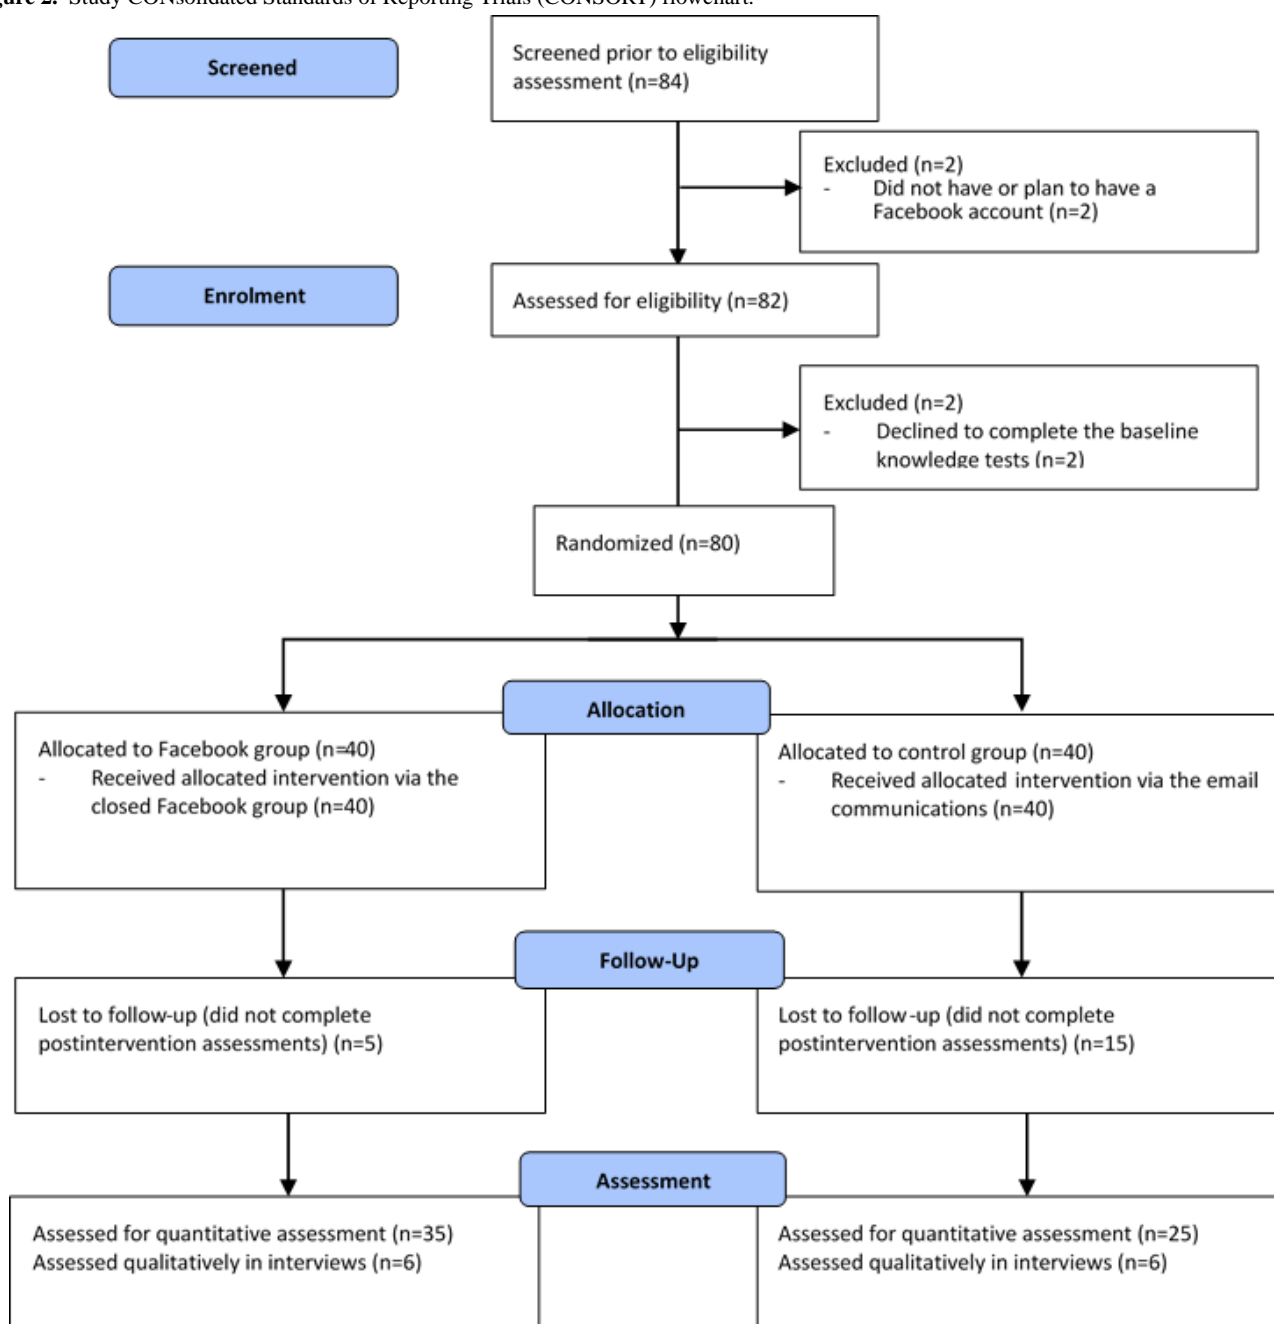 Figure 2. Study CONsolidated Standards of Reporting Trials (CONSORT) flowchart.
Screened
Screened prior to eligibility
assessment (n=84)
Excluded (n=2)
- Did not have or plan to have a
Facebook account (n=2)
Enrolment
Assessed for eligibility (n=82)
Excluded (n=2)
- Declined to complete the baseline
knowledge tests (n=2)
Randomized (n=80)
Allocation
Allocated to Facebook group (n=40)
- Received allocated intervention via the
closed Facebook group (n=40)
Allocated to control group (n=40)
- Received allocated intervention via the email
communications (n=40)
Follow-Up
Lost to follow-up (did not complete
postintervention assessments) (n=5)
Lost to follow-up (did not complete
postintervention assessments) (n=15)
Assessment
Assessed for quantitative assessment (n=35)
Assessed qualitatively in interviews (n=6)
Assessed for quantitative assessment (n=25)
Assessed qualitatively in interviews (n=6)